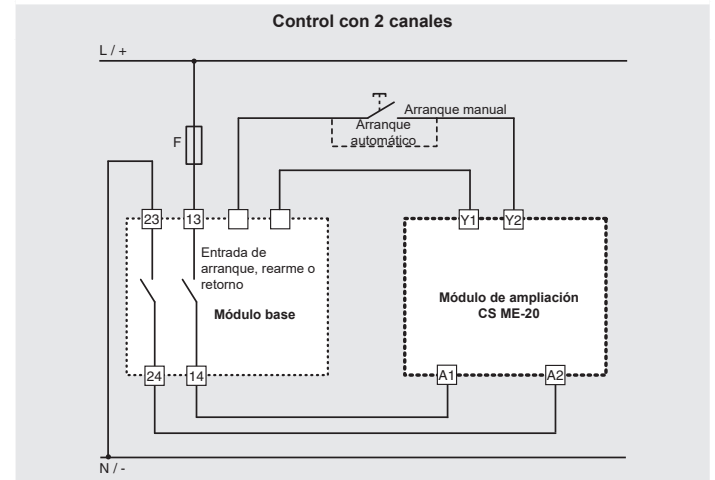 Control con 2 canales
L / +
Arranque manual
Arranque
automático
F
23
13
Y1
Y2
Entrada de
arranque, rearme o
retorno
Módulo base
Módulo de ampliación
CS ME-20
24
14
A1
A2
N / -